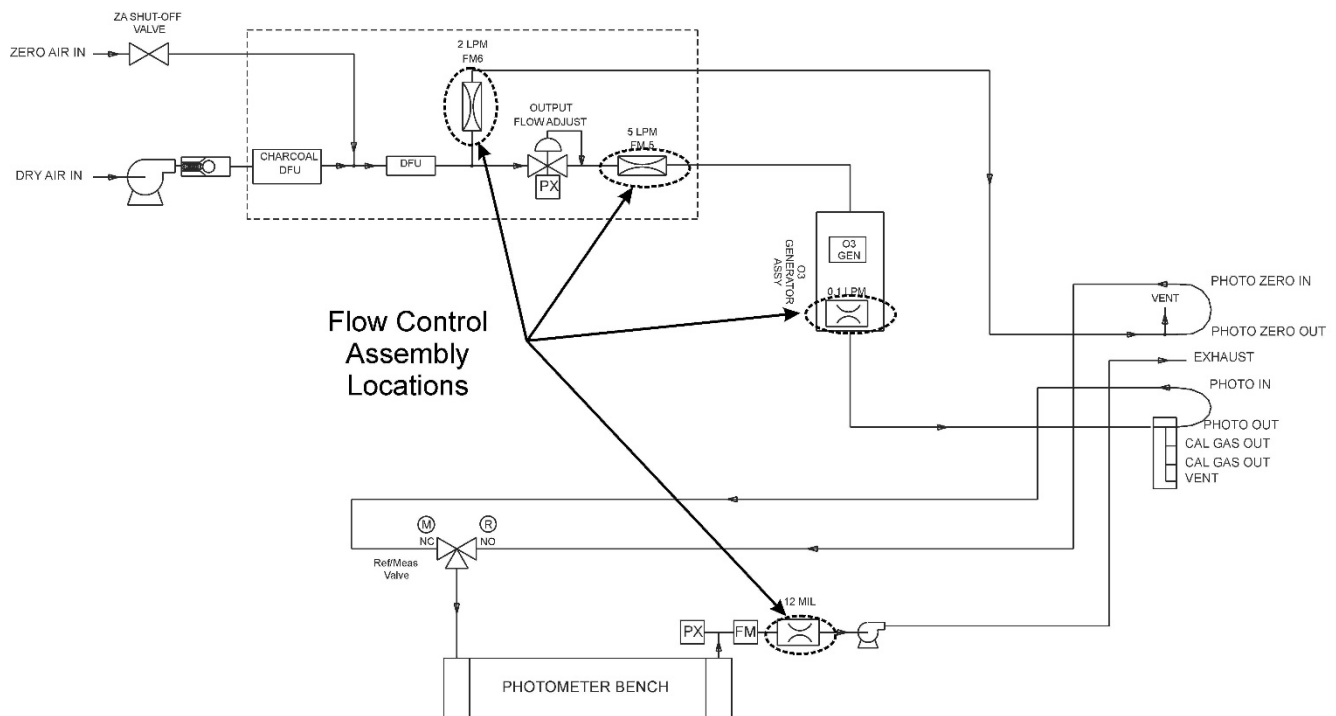 ZA SHUT-OFF
VALVE
ZERO AIR IN
2 LPM
FM6
OUTPUT
FLOW ADJUST
5 LPM
FM 5
CHARCOAL
DFU
DFU
DRY AIR IN
PX
O3
GEN
O3
GENERATOR
ASSY
0.1 LPM
Flow Control
Assembly
Locations
PHOTO ZERO IN
VENT
PHOTO ZERO OUT
EXHAUST
PHOTO IN
PHOTO OUT
CAL GAS OUT
CAL GAS OUT
VENT
M
R
NC
NO
Ref/Meas
Valve
12 MIL
PX
FM
PHOTOMETER BENCH